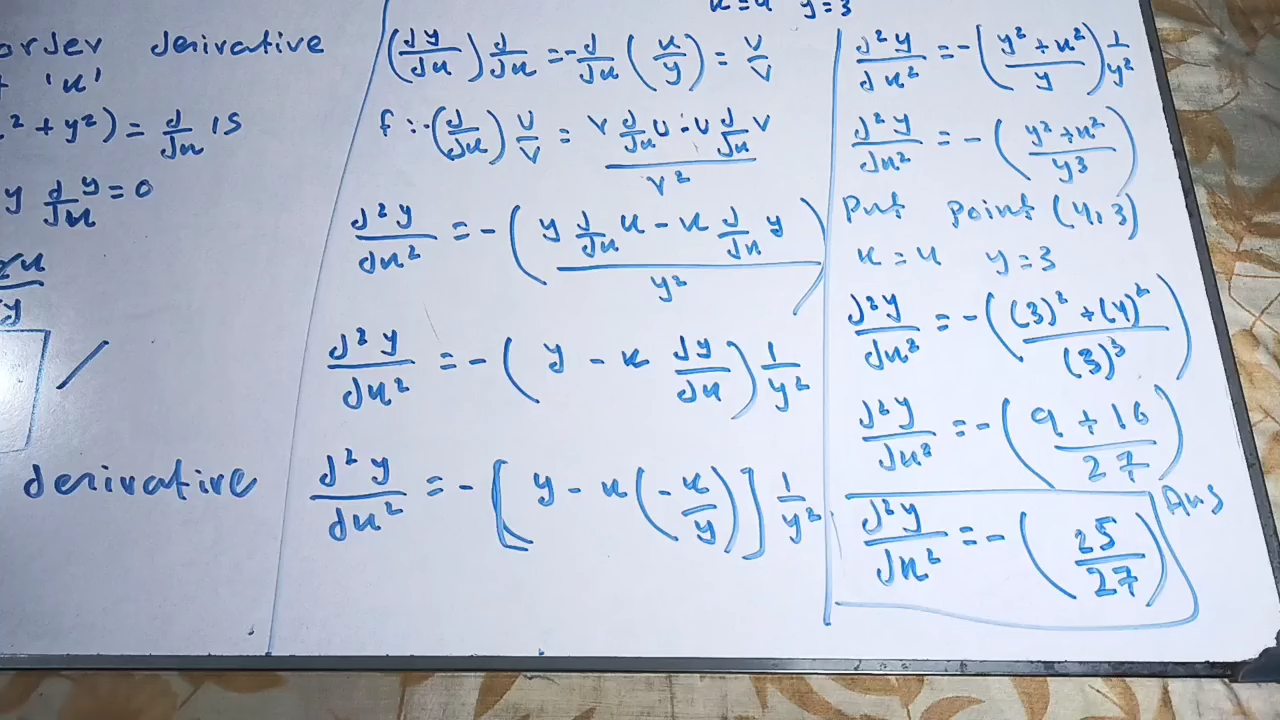 order derivative
'x'
² + y²) = d/dx 15
y d/dx y = 0
2x/y
derivative
x=4 y=3
(dy/dx) d/dx = -d/dx (x/y) = u/v
f :- (d/dx) u/v = v d/dx u - u d/dx v / v²
d²y/dx² = - (y d/dx x - x d/dx y / y²)
d²y/dx² = - (y - x dy/dx) 1/y²
d²y/dx² = - [y - x (-x/y)] 1/y²
d²y/dx² = - (y² + x² / y) 1/y²
d²y/dx² = - (y² + x² / y3)
Put point (4,3)
x = 4 y = 3
d²y/dx² = - ((3)² + (4)² / (3)³)
d²y/dx² = - (9 + 16 / 27)
d²y/dx² = - (25/27) Ans